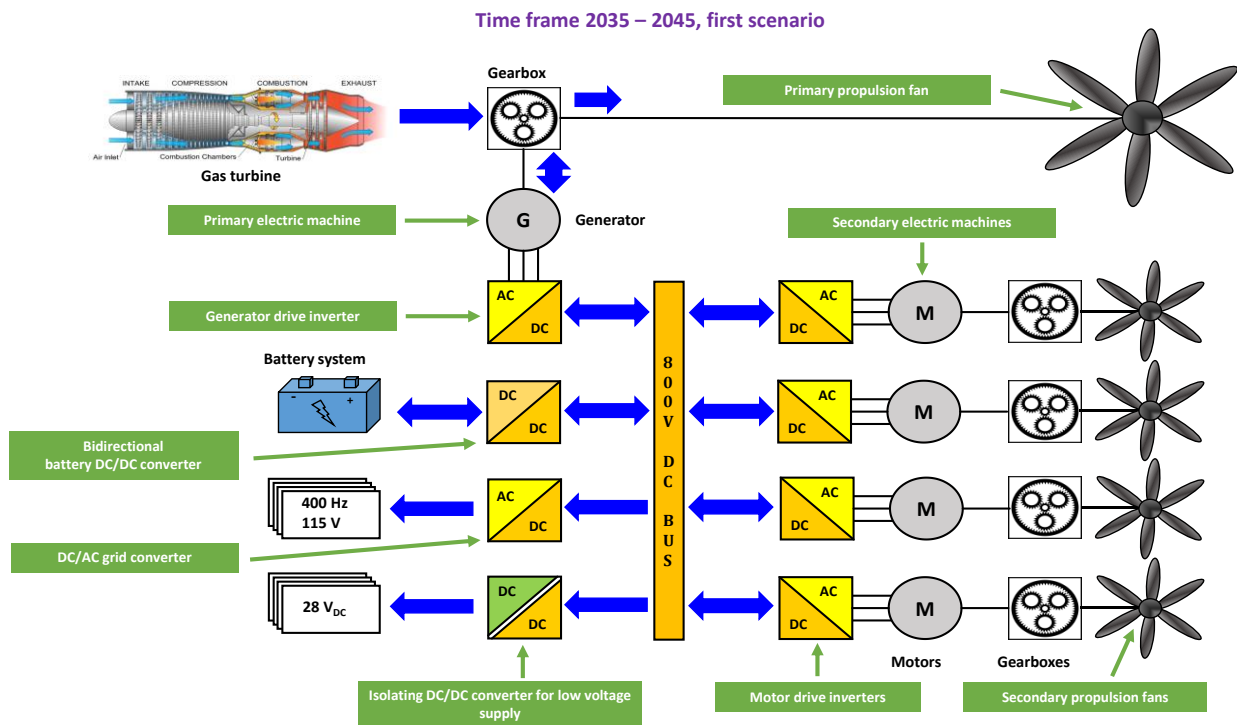 Time frame 2035 – 2045, first scenario
INTAKE COMPRESSION COMBUSTION EXHAUST
Air Inlet Combustion Chambers Turbine
Gas turbine
Gearbox
Primary propulsion fan
Primary electric machine
G
Generator
Secondary electric machines
Generator drive inverter
AC
DC
AC
DC
M
Battery system
- +
DC
DC
AC
DC
M
Bidirectional
battery DC/DC converter
800V DC BUS
400 Hz
115 V
AC
DC
AC
DC
M
DC/AC grid converter
28 VDC
DC
DC
AC
DC
M
Motors
Gearboxes
Isolating DC/DC converter for low voltage
supply
Motor drive inverters
Secondary propulsion fans